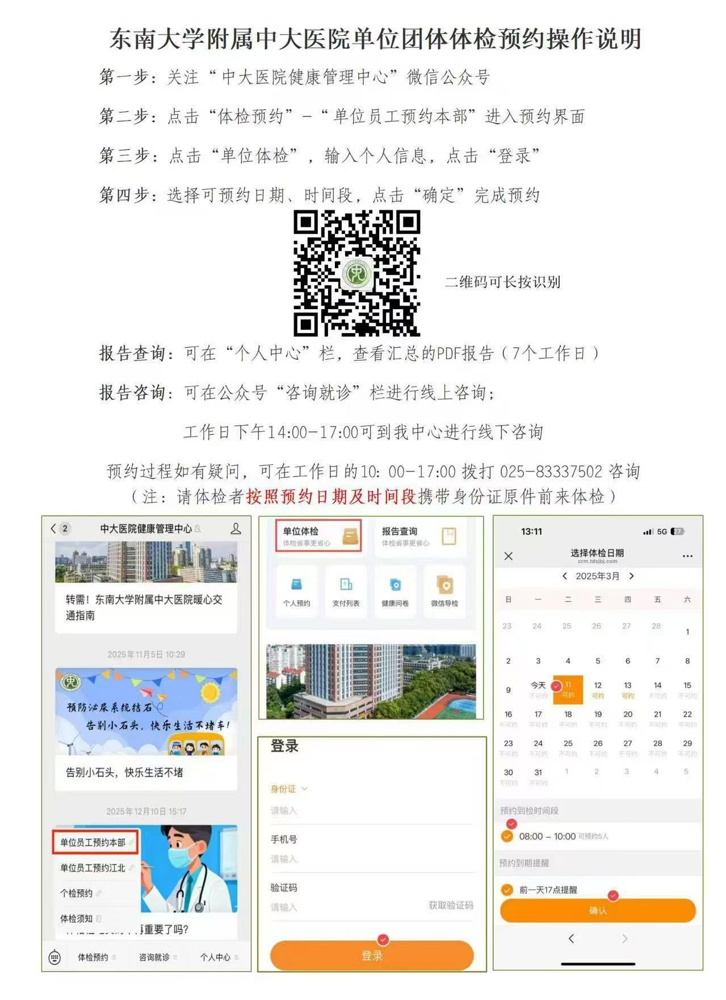 东南大学附属中大医院单位团体体检预约操作说明
第一步：关注“中大医院健康管理中心”微信公众号
第二步：点击“体检预约”-“单位员工预约本部”进入预约界面
第三步：点击“单位体检”，输入个人信息，点击“登录”
第四步：选择可预约日期、时间段，点击“确定”完成预约
二维码可长按识别
报告查询：可在“个人中心”栏，查看汇总的PDF报告（7个工作日）
报告咨询：可在公众号“咨询就诊”栏进行线上咨询；
工作日下午14:00-17:00可到我中心进行线下咨询
预约过程如有疑问，可在工作日的10：00-17:00 拨打 025-83337502 咨询
（注：请体检者按照预约日期及时间段携带身份证原件前来体检）
2 中大医院健康管理中心
转需！东南大学附属中大医院暖心交
通指南
2025年11月5日 10:29
预防泌尿系统结石
告别小石头，快乐生活不堵车！
告别小石头，快乐生活不堵
2025年12月10日 15:17
单位员工预约本部
单位员工预约江北
个检预约
体检须知
再重要了吗？
体检预约 咨询就诊 个人中心
单位体检 报告查询
体检省事更省心 体检省事更省心
个人预约 支付列表 健康问卷 微信导检
登录
身份证
请输入
手机号
请输入
验证码
请输入 获取验证码
登录
13:11 5G 27
选择体检日期
crm.tdsjbj.com
2025年3月
日 一 二 三 四 五 六
23 24 25 26 27 28 1
2 3 4 5 6 7 8
9 今天 11 12 13 14 15
不可约 可约 可约 可约 不可约 不可约
16 17 18 19 20 21 22
不可约 不可约 不可约 不可约 不可约 不可约 不可约
23 24 25 26 27 28 29
不可约 不可约 不可约 不可约 不可约 不可约 不可约
30 31 1 2 3 4 5
不可约 不可约
预约到检时间段
08:00 - 10:00 可预约5人
预约到期提醒
前一天17点提醒
确认